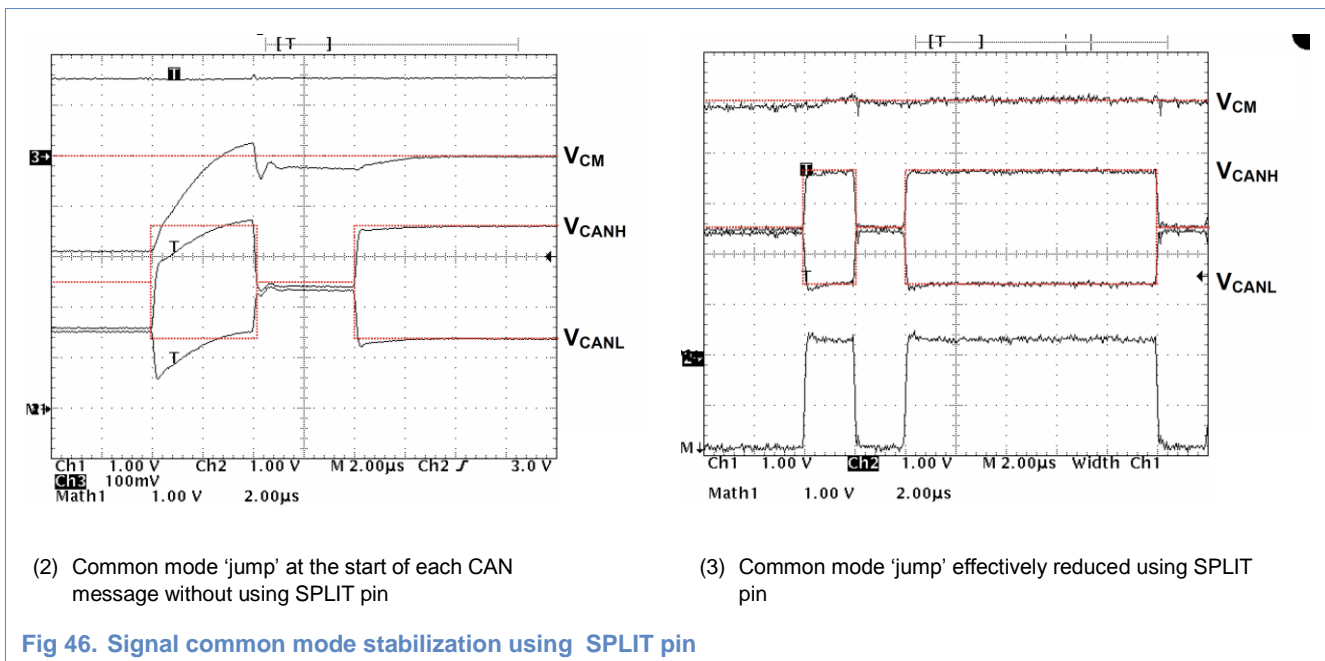 [T ]
T
3
VCM
VCANH
T
VCANL
T
Ch1 1.00 V Ch2 1.00 V M 2.00µs Ch2 3.0 V
Ch3 100mV
Math1 1.00 V 2.00µs
(2) Common mode ‘jump’ at the start of each CAN
message without using SPLIT pin
[T ]
VCM
T
VCANH
T
VCANL
2
M
Ch1 1.00 V Ch2 1.00 V M 2.00µs Width Ch1
Math1 1.00 V 2.00µs
(3) Common mode ‘jump’ effectively reduced using SPLIT
pin
Fig 46. Signal common mode stabilization using SPLIT pin